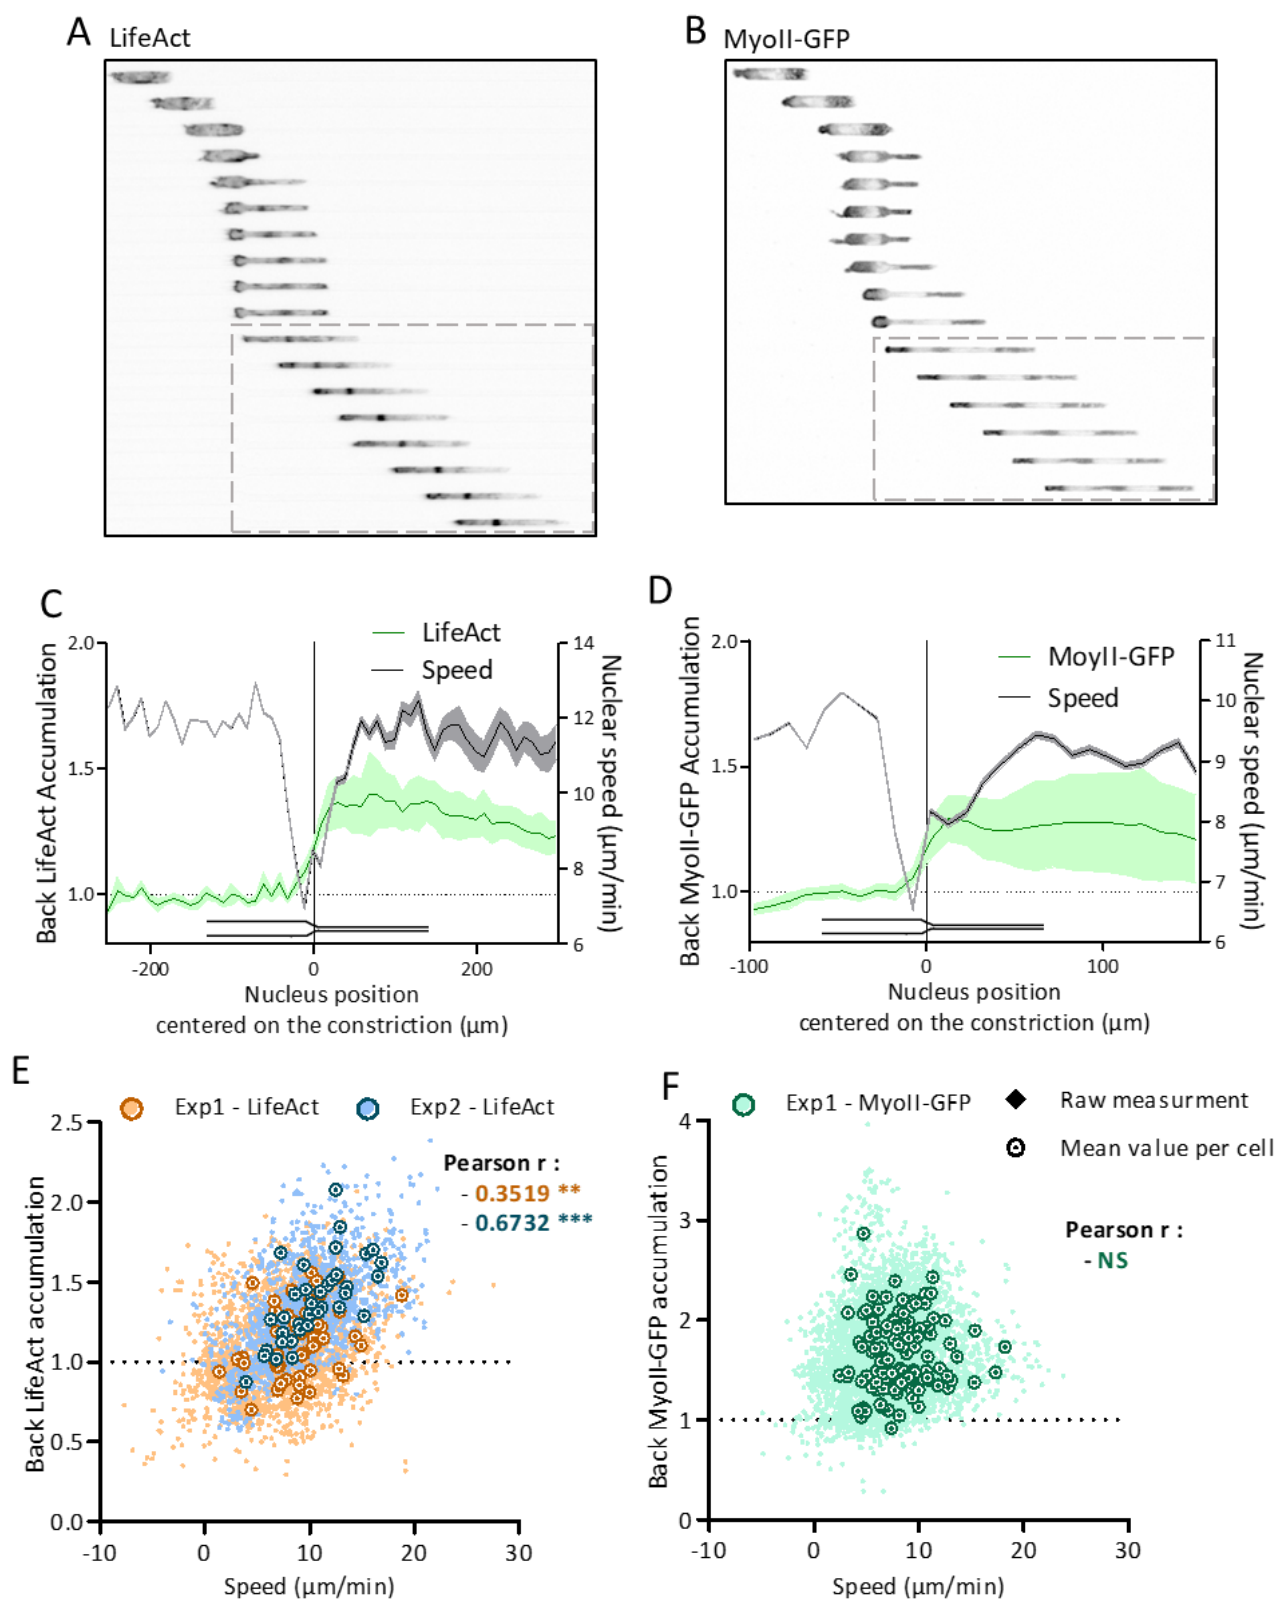 A LifeAct
B MyoII-GFP
C
LifeAct
Speed
Back LifeAct Accumulation
2.0
1.5
1.0
14
12
10
8
6
Nuclear speed (µm/min)
-200 0 200
Nucleus position
centered on the constriction (µm)
D
MoyII-GFP
Speed
Back MyoII-GFP Accumulation
2.0
1.5
1.0
11
10
9
8
7
6
Nuclear speed (µm/min)
-100 0 100
Nucleus position
centered on the constriction (µm)
E
Exp1 - LifeAct Exp2 - LifeAct
Pearson r :
- 0.3519 **
- 0.6732 ***
Back LifeAct accumulation
2.5
2.0
1.5
1.0
0.5
0.0
-10 0 10 20 30
Speed (µm/min)
F
Exp1 - MyoII-GFP
Raw measurment
Mean value per cell
Pearson r :
- NS
Back MyoII-GFP accumulation
4
3
2
1
0
-10 0 10 20 30
Speed (µm/min)